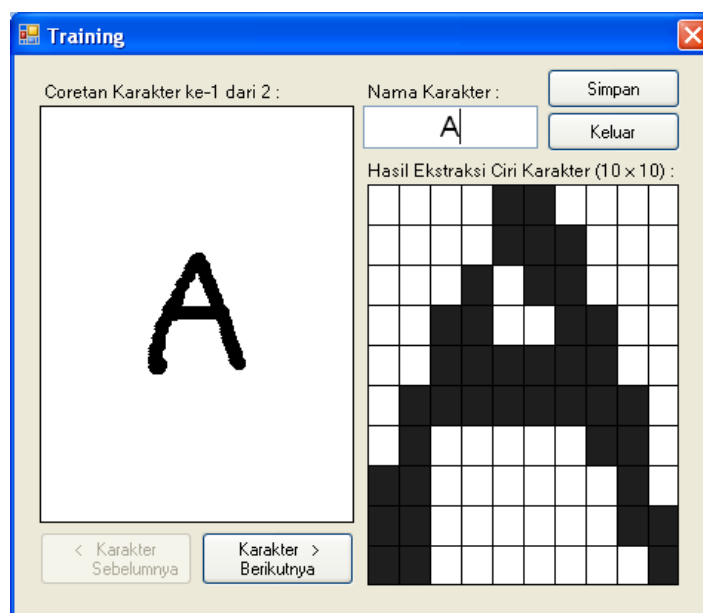 Training
Coretan Karakter ke-1 dari 2 :
A
< Karakter
Sebelumnya
Karakter >
Berikutnya
Nama Karakter :
A
Simpan
Keluar
Hasil Ekstraksi Ciri Karakter (10 x 10) :